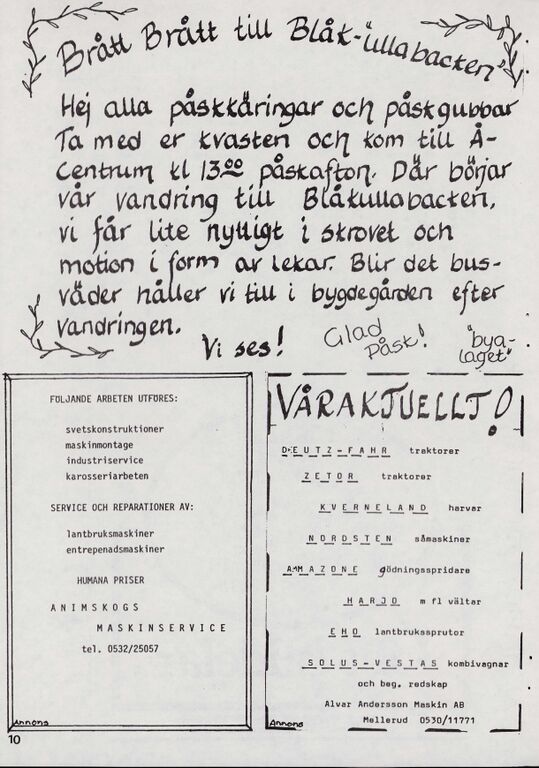 Brått Brått till Blåk-"ullabacken"
Hej alla påskkäringar och påskgubbar
Ta med er kvasten och kom till Å-
Centrum kl 13.00 påskafton. Där börjar
vår vandring till Blåkullabacken,
vi får lite nyttigt i skrovet och
motion i form av lekar. Blir det bus-
väder håller vi till i bygdegården efter
vandringen.
Vi ses!
Glad
Påsk!
"bya-
laget"
FÖLJANDE ARBETEN UTFÖRES:
svetskonstruktioner
maskinmontage
industriservice
karosseriarbeten
SERVICE OCH REPARATIONER AV:
lantbruksmaskiner
entrepenadsmaskiner
HUMANA PRISER
ANIMSKOGS
MASKINSERVICE
tel. 0532/25057
Annons
VÅRAKTUELLT!
DEUTZ-FAHR traktorer
ZETOR traktorer
KVERNELAND harvar
NORDSTEN såmaskiner
AMAZONE gödningsspridare
HARJO m fl vältar
EHO lantbrukssprutor
SOLUS-VESTAS kombivagnar
och beg. redskap
Alvar Andersson Maskin AB
Mellerud 0530/11771
Annons
10